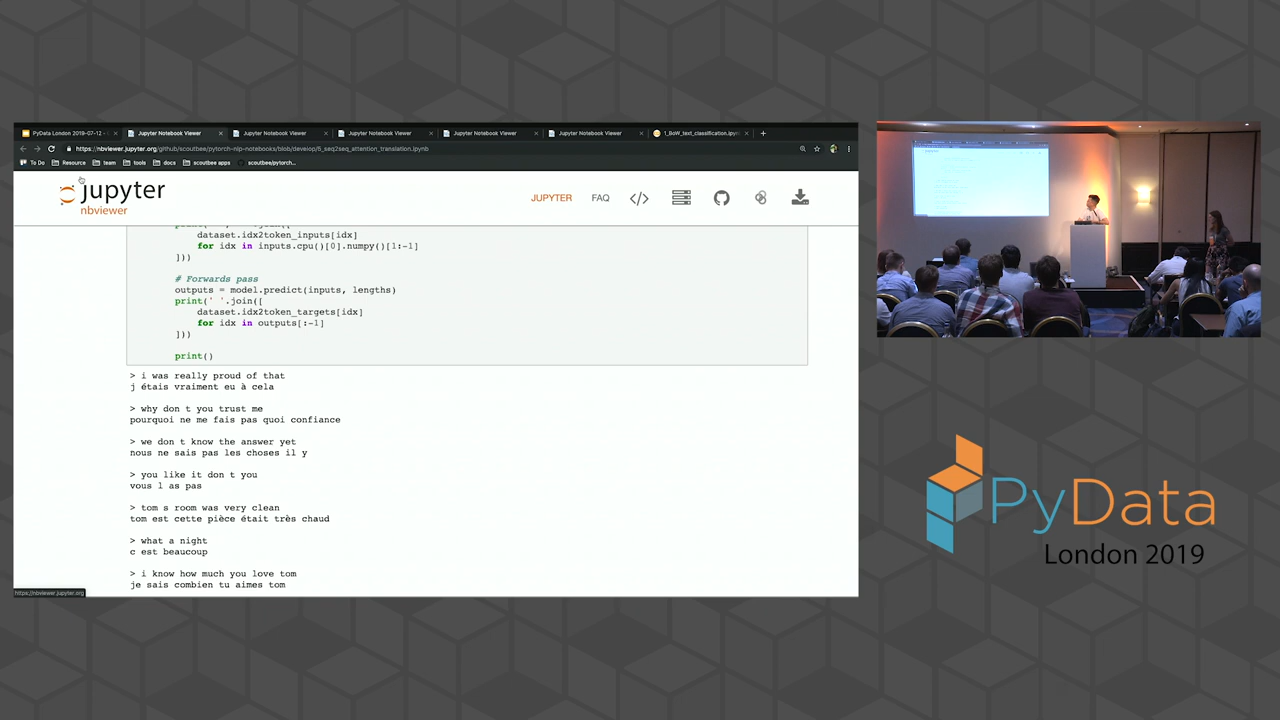 PyData London 2019-07-12 -
Jupyter Notebook Viewer
Jupyter Notebook Viewer
Jupyter Notebook Viewer
Jupyter Notebook Viewer
Jupyter Notebook Viewer
1_BoW_text_classification.ipyn
https://nbviewer.jupyter.org/github/scoutbee/pytorch-nlp-notebooks/blob/develop/5_seq2seq_attention_translation.ipynb
To Do
Resource
team
tools
docs
scoutbee apps
scoutbee/pytorch...
jupyter
nbviewer
JUPYTER
FAQ
</>
dataset.idx2token_inputs[idx]
for idx in inputs.cpu()[0].numpy()[1:-1]
]))
# Forwards pass
outputs = model.predict(inputs, lengths)
print(' '.join([
dataset.idx2token_targets[idx]
for idx in outputs[:-1]
]))
print()
> i was really proud of that
j étais vraiment eu à cela
> why don t you trust me
pourquoi ne me fais pas quoi confiance
> we don t know the answer yet
nous ne sais pas les choses il y
> you like it don t you
vous l as pas
> tom s room was very clean
tom est cette pièce était très chaud
> what a night
c est beaucoup
> i know how much you love tom
je sais combien tu aimes tom
https://nbviewer.jupyter.org
PyData
London 2019